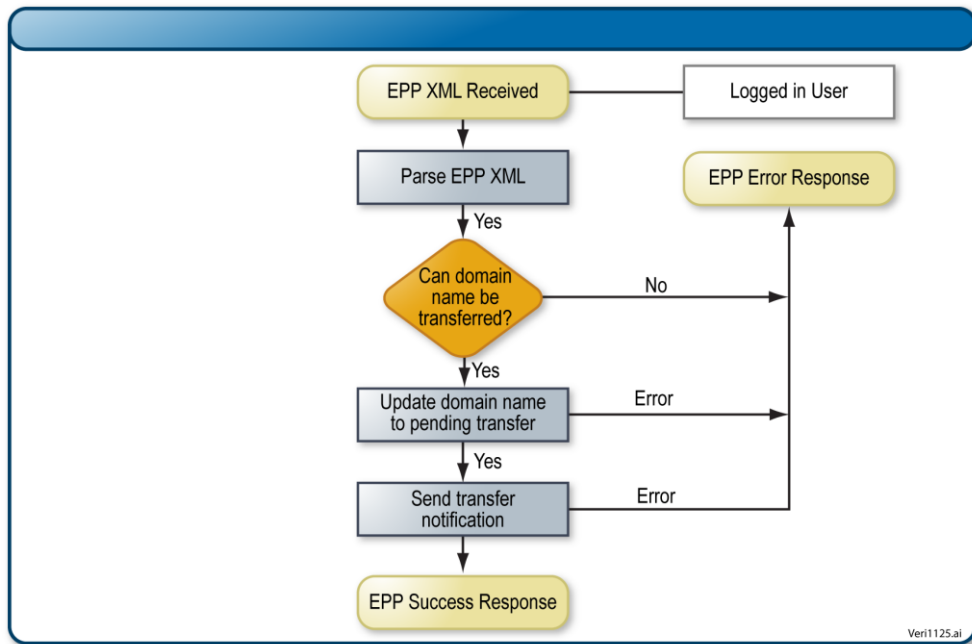 EPP XML Received
Logged in User
Parse EPP XML
EPP Error Response
Yes
Can domain
name be
transferred?
No
Yes
Update domain name
to pending transfer
Error
Yes
Send transfer
notification
Error
EPP Success Response
Veri1125.ai